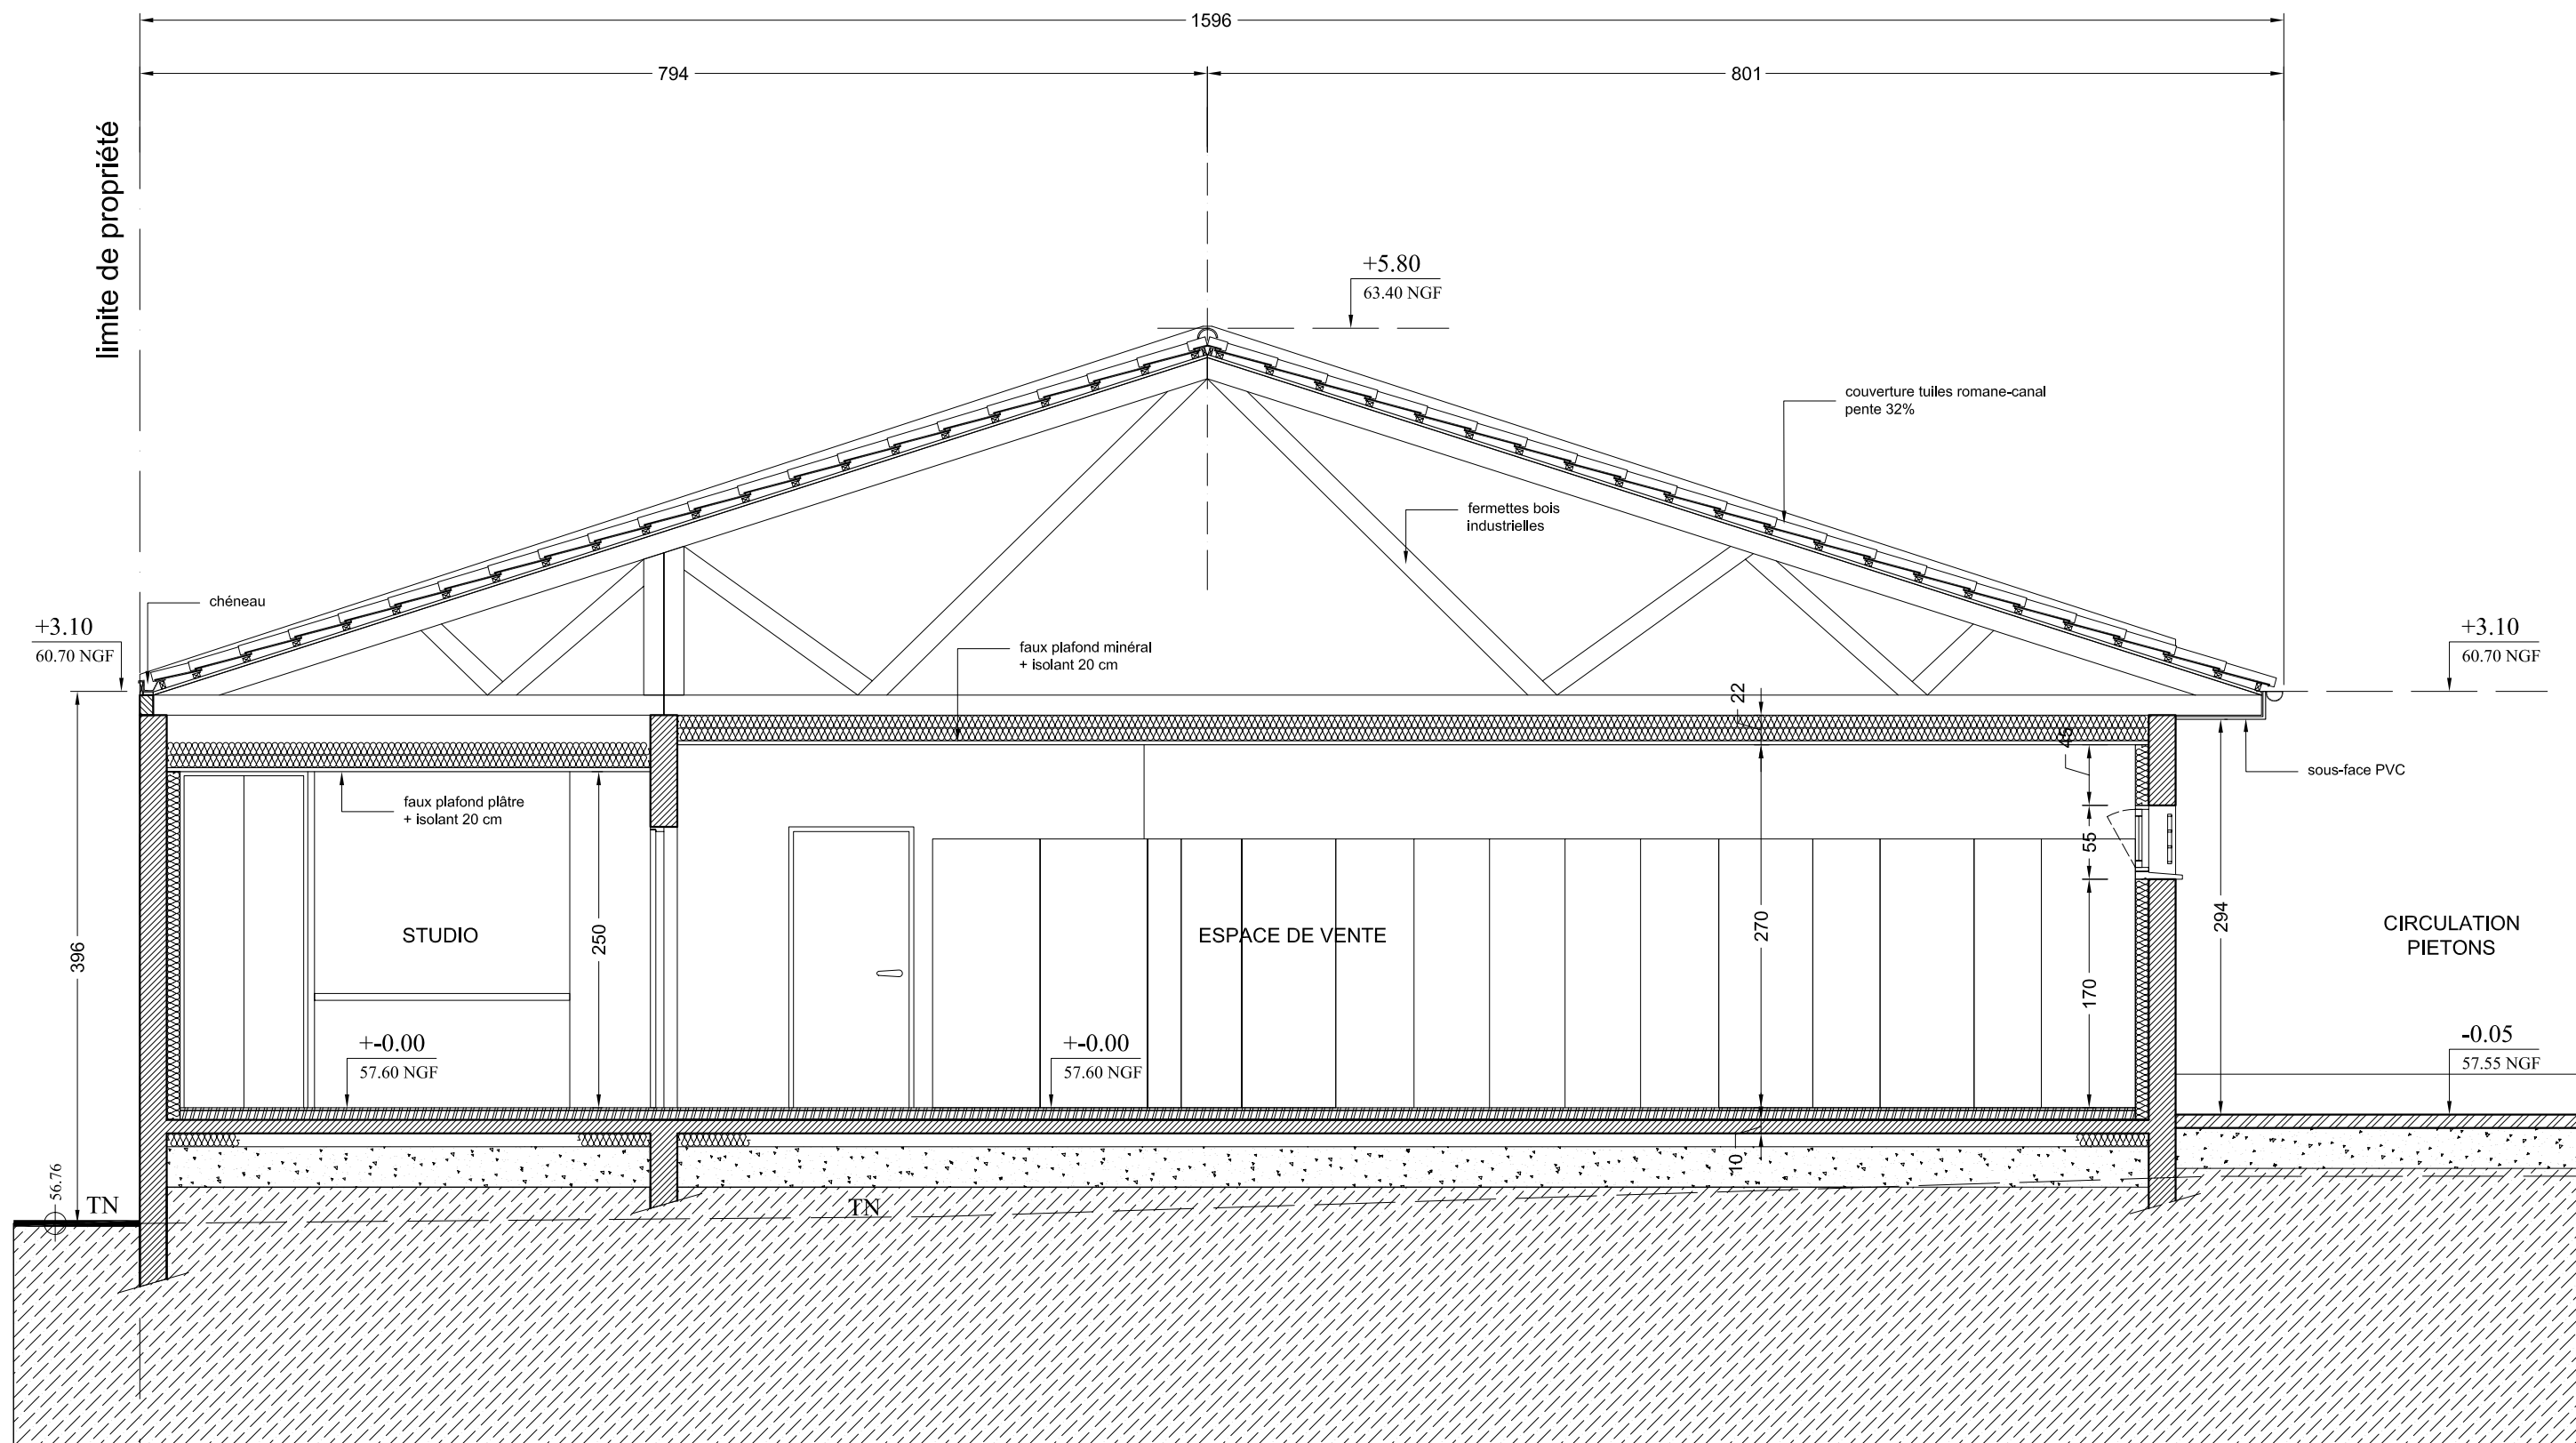 1596
794
801
limite de propriété
+5.80
63.40 NGF
couverture tuiles romane-canal
pente 32%
fermettes bois
industrielles
chéneau
+3.10
60.70 NGF
faux plafond minéral
+ isolant 20 cm
+3.10
60.70 NGF
22
45
sous-face PVC
faux plafond plâtre
+ isolant 20 cm
55
STUDIO
250
ESPACE DE VENTE
270
294
CIRCULATION
PIETONS
396
170
+-0.00
57.60 NGF
+-0.00
57.60 NGF
-0.05
57.55 NGF
10
56.76
TN
TN